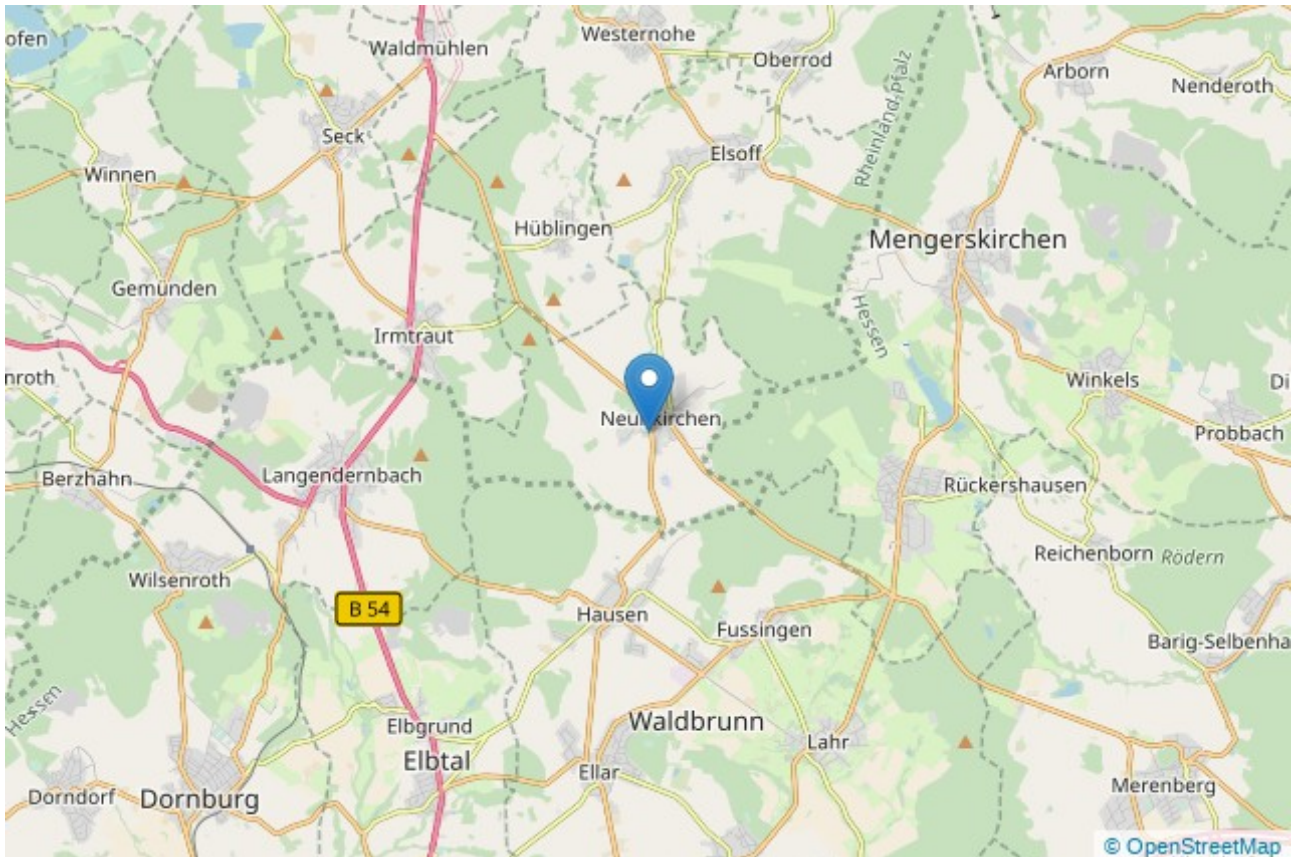 ofen
Waldmühlen
Westernohe
Oberrod
Arborn
Nenderoth
Seck
Elsoff
Rheinland-Pfalz
Winnen
Hüblingen
Mengerskirchen
Gemünden
Hessen
Irmtraut
nroth
Winkels
Di
Neunkirchen
Probbach
Berzhahn
Langendernbach
Rückershausen
Reichenborn
Rödern
Wilsenroth
B 54
Hausen
Fussingen
Barig-Selbenha
Hessen
Elbgrund
Waldbrunn
Lahr
Elbtal
Ellar
Merenberg
Dorndorf
Dornburg
© OpenStreetMap